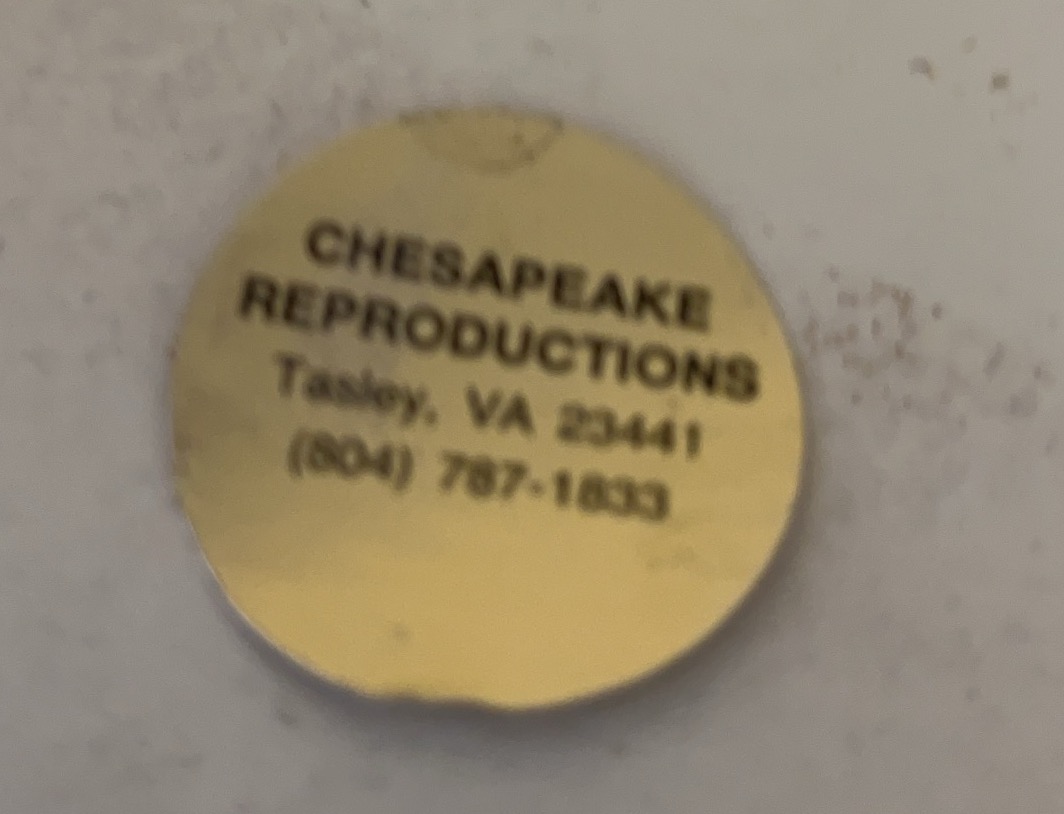 CHESAPEAKE
REPRODUCTIONS
Tasley, VA 23441
(804) 787-1833